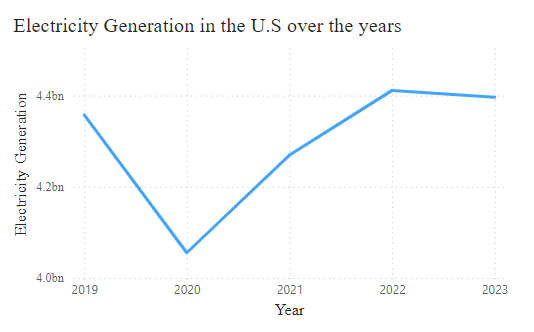 Electricity Generation in the U.S over the years
Electricity Generation
4.4bn
4.2bn
4.0bn
2019 2020 2021 2022 2023
Year